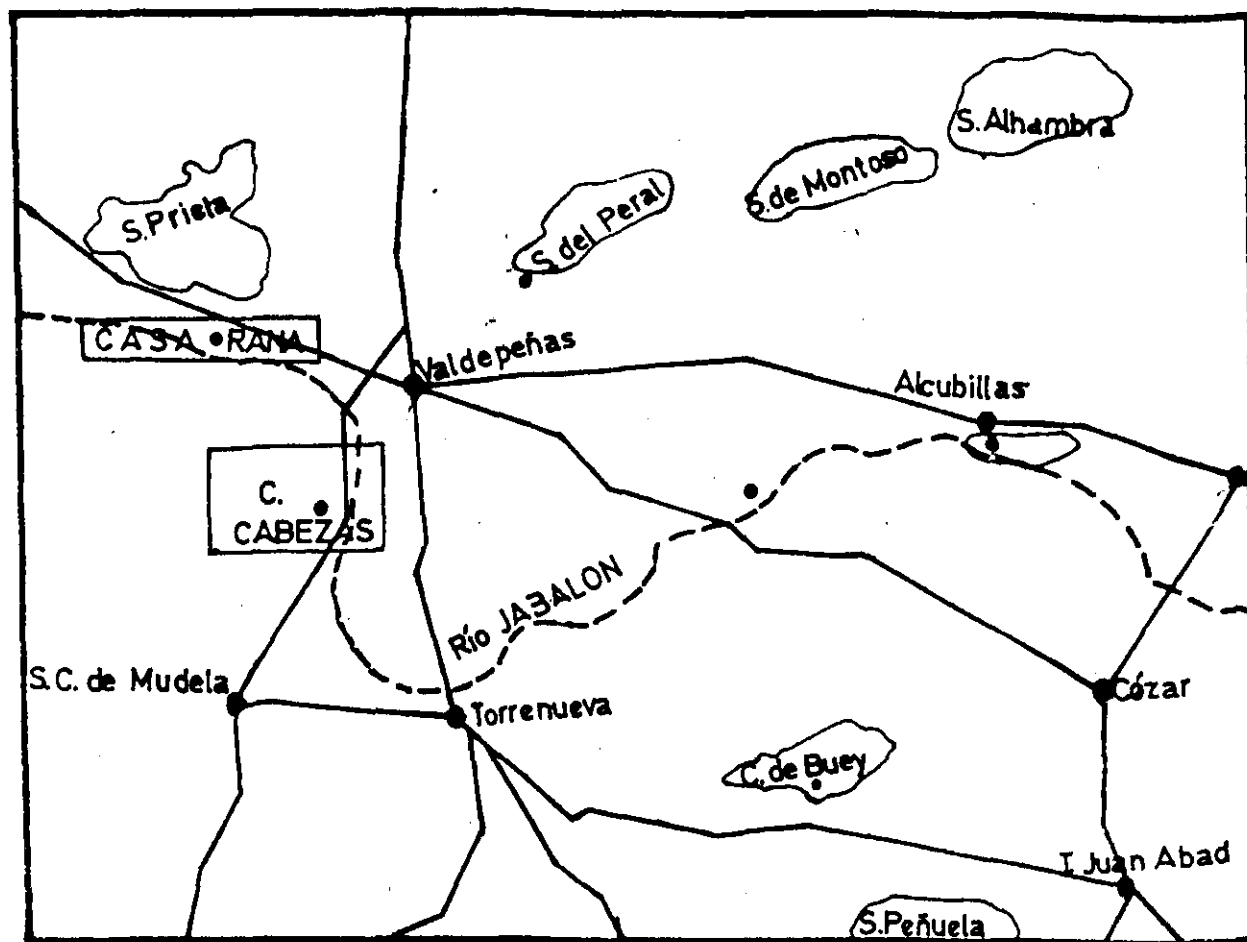 S. Alhambra
S. de Montoso
S. del Peral
S. Prieta
CASA RANA
Valdepeñas
Alcubillas
C.
CABEZAS
Río JABALON
S.C. de Mudela
Torrenueva
Cózar
C. de Buey
T. Juan Abad
S. Peñuela